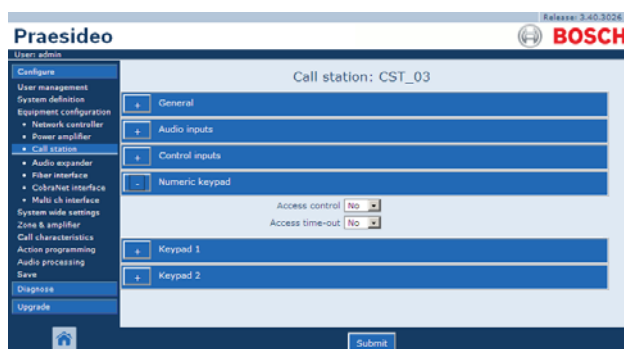 Release: 3.40.3026
Praesideo
BOSCH
User: admin
Configure
User management
System definition
Equipment configuration
• Network controller
• Power amplifier
• Call station
• Audio expander
• Fiber interface
• CobraNet interface
• Multi ch interface
System wide settings
Zone & amplifier
Call characteristics
Action programming
Audio processing
Save
Diagnose
Upgrade
Call station: CST_03
+ General
+ Audio inputs
+ Control inputs
- Numeric keypad
Access control No
Access time-out No
+ Keypad 1
+ Keypad 2
Submit